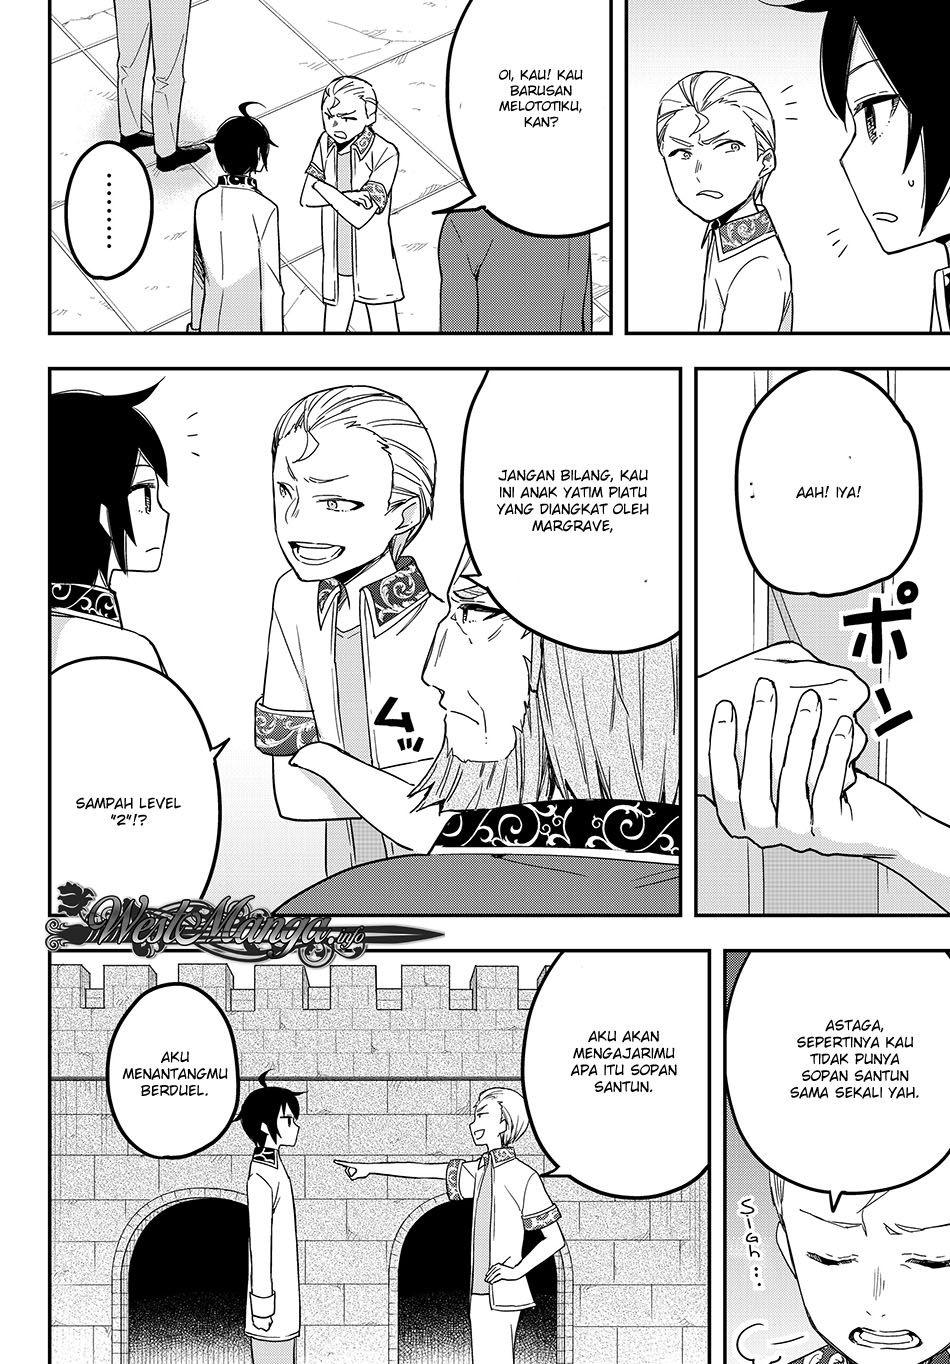 OI, KAU! KAU
BARUSAN
MELOTOTIKU,
KAN?
AAH! IYA!
ポン
JANGAN BILANG, KAU
INI ANAK YATIM PIATU
YANG DIANGKAT OLEH
MARGRAVE,
ムッ
SAMPAH LEVEL
"2"!?
WestManga.info
ASTAGA,
SEPERTINYA KAU
TIDAK PUNYA
SOPAN SANTUN
SAMA SEKALI YAH.
Sigh...
AKU AKAN
MENGAJARIMU
APA ITU SOPAN
SANTUN.
AKU
MENANTANGMU
BERDUEL.